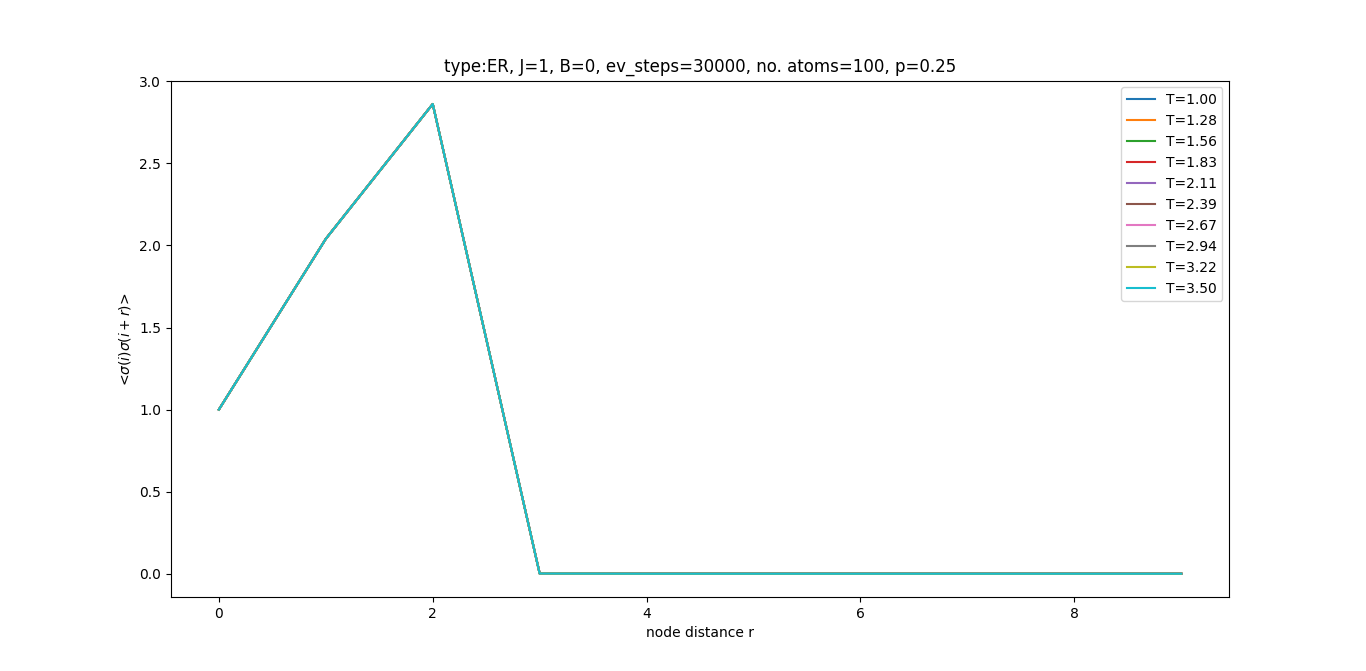 type:ER, J=1, B=0, ev_steps=30000, no. atoms=100, p=0.25
3.0
2.5
2.0
1.5
1.0
0.5
0.0
<σ(i)σ(i + r)>
T=1.00
T=1.28
T=1.56
T=1.83
T=2.11
T=2.39
T=2.67
T=2.94
T=3.22
T=3.50
0 2 4 6 8
node distance r